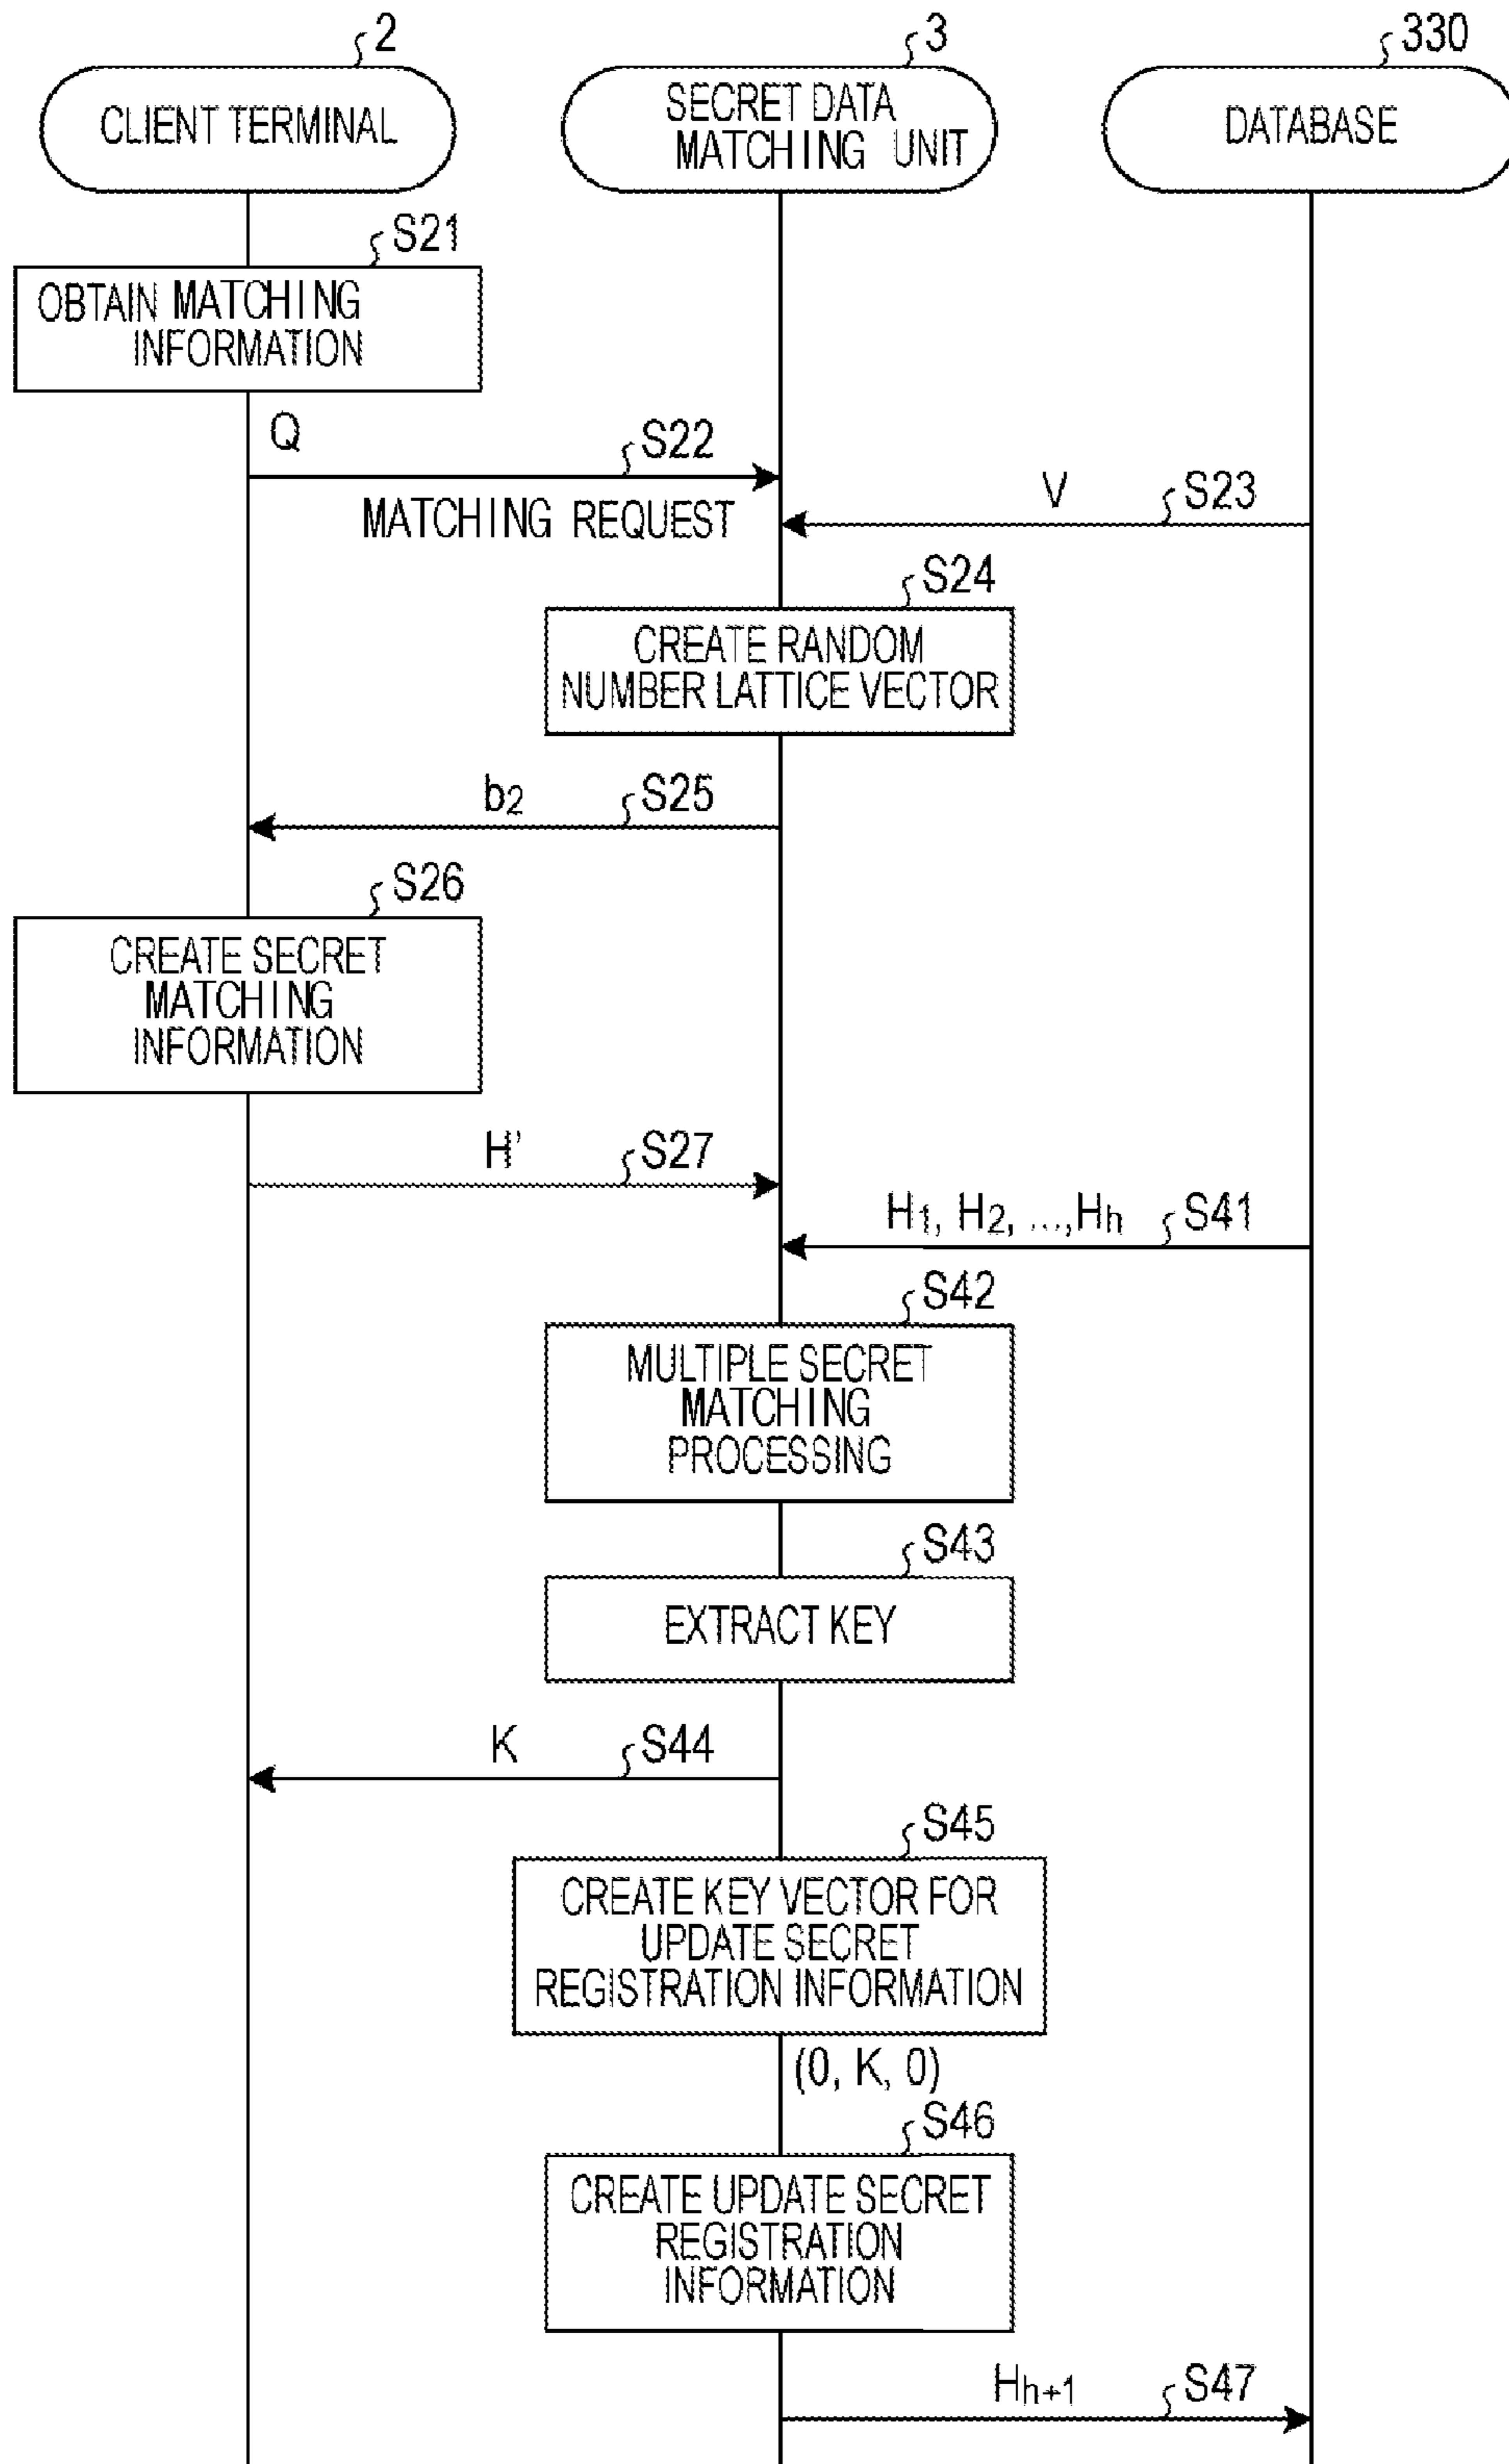 2
3
330
CLIENT TERMINAL
SECRET DATA
MATCHING UNIT
DATABASE
S21
OBTAIN MATCHING
INFORMATION
Q
S22
MATCHING REQUEST
V
S23
S24
CREATE RANDOM
NUMBER LATTICE VECTOR
b2
S25
S26
CREATE SECRET
MATCHING
INFORMATION
H'
S27
H1, H2, ...,Hh
S41
S42
MULTIPLE SECRET
MATCHING
PROCESSING
S43
EXTRACT KEY
K
S44
S45
CREATE KEY VECTOR FOR
UPDATE SECRET
REGISTRATION INFORMATION
(0, K, 0)
S46
CREATE UPDATE SECRET
REGISTRATION
INFORMATION
Hh+1
S47